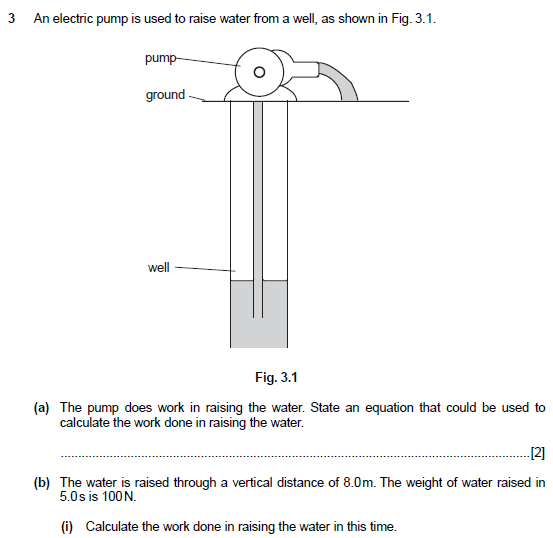 3 An electric pump is used to raise water from a well, as shown in Fig. 3.1.
pump
ground
well
Fig. 3.1
(a) The pump does work in raising the water. State an equation that could be used to
calculate the work done in raising the water.
..........................................................................................................................................[2]
(b) The water is raised through a vertical distance of 8.0m. The weight of water raised in
5.0s is 100N.
(i) Calculate the work done in raising the water in this time.